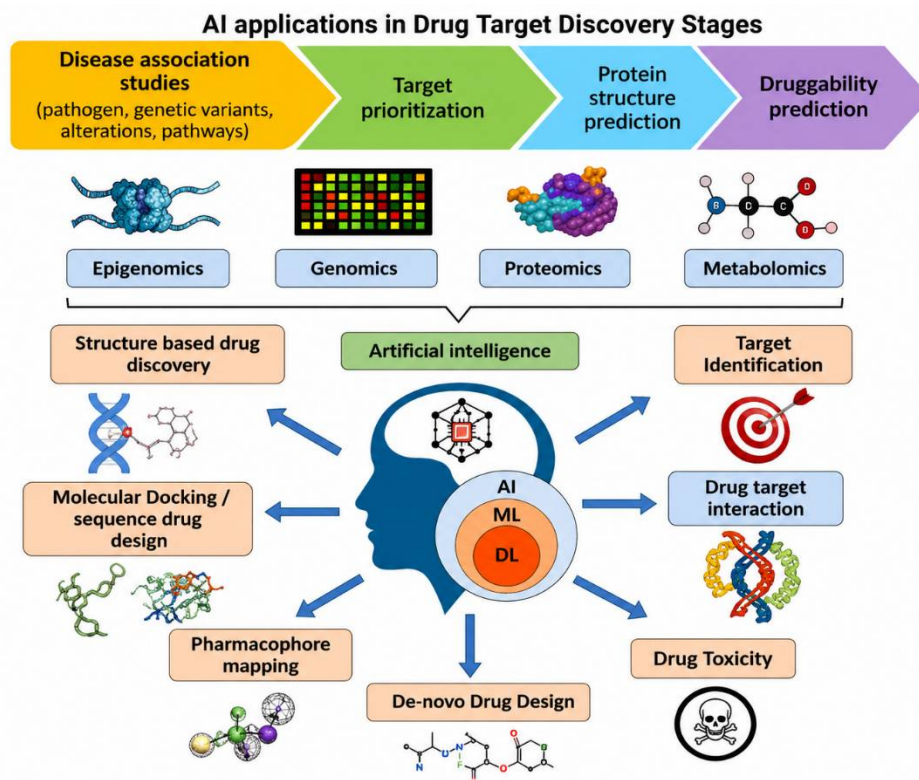 AI applications in Drug Target Discovery Stages
Disease association
studies
(pathogen, genetic variants,
alterations, pathways)
Target
prioritization
Protein
structure
prediction
Druggability
prediction
B
C
C
O
O
Epigenomics
Genomics
Proteomics
Metabolomics
Structure based drug
discovery
Artificial intelligence
Target
Identification
Molecular Docking /
sequence drug
design
AI
ML
DL
Drug target
interaction
Pharmacophore
mapping
De-novo Drug Design
Drug Toxicity
N
N
F
O
O